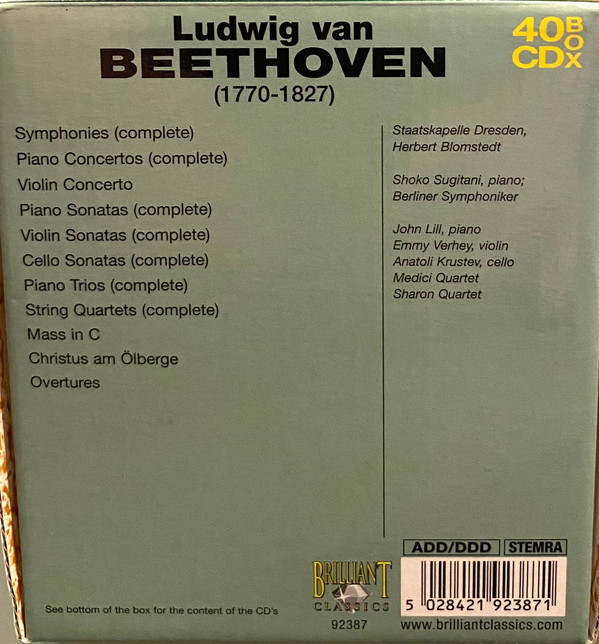 Ludwig van
BEETHOVEN
(1770-1827)
40 CD BOX
Symphonies (complete)
Piano Concertos (complete)
Violin Concerto
Piano Sonatas (complete)
Violin Sonatas (complete)
Cello Sonatas (complete)
Piano Trios (complete)
String Quartets (complete)
Mass in C
Christus am Ölberge
Overtures
Staatskapelle Dresden,
Herbert Blomstedt
Shoko Sugitani, piano;
Berliner Symphoniker
John Lill, piano
Emmy Verhey, violin
Anatoli Krustev, cello
Medici Quartet
Sharon Quartet
See bottom of the box for the content of the CD's
BRILLIANT
CLASSICS
92387
ADD/DDD STEMRA
5 028421 923871
www.brilliantclassics.com